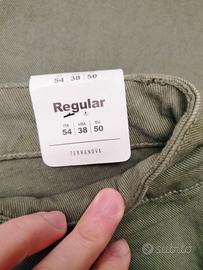 54 38 50
Regular
ITA USA EU
54 38 50
TERRANOVA
subito